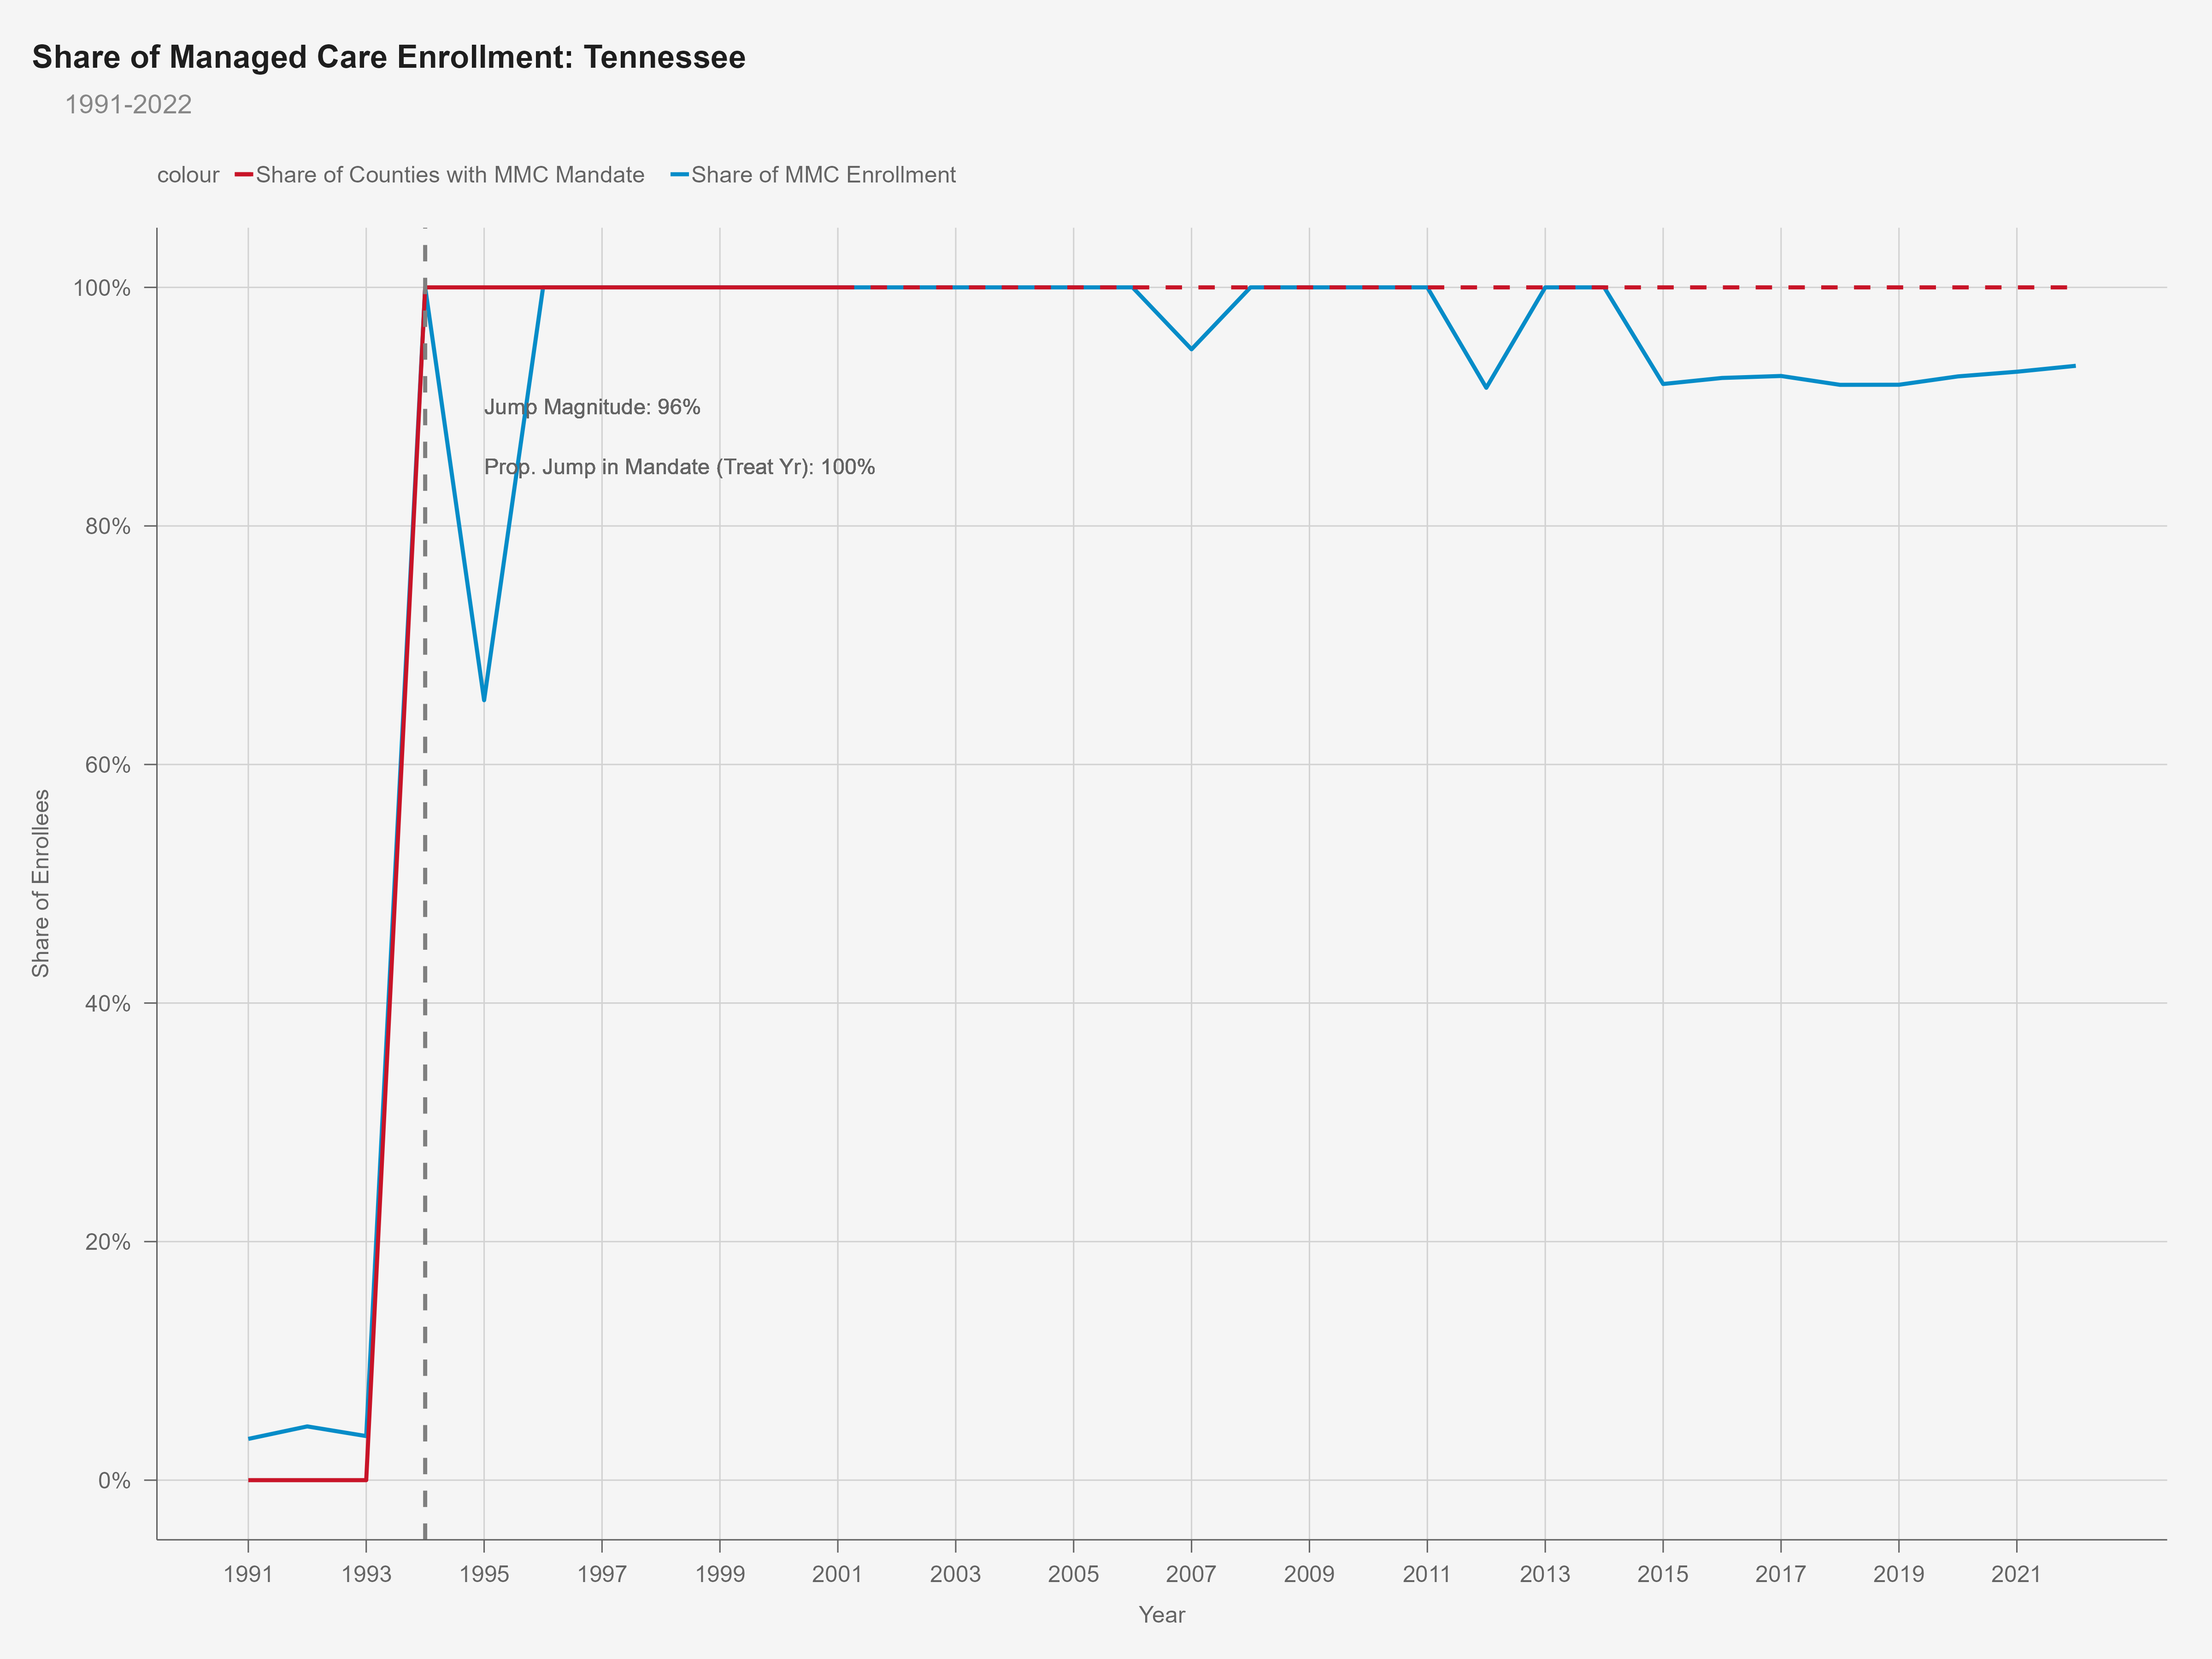 Share of Managed Care Enrollment: Tennessee
1991-2022
colour Share of Counties with MMC Mandate Share of MMC Enrollment
100%
Jump Magnitude: 96%
Prop. Jump in Mandate (Treat Yr): 100%
80%
60%
Share of Enrollees
40%
20%
0%
1991 1993 1995 1997 1999 2001 2003 2005 2007 2009 2011 2013 2015 2017 2019 2021
Year